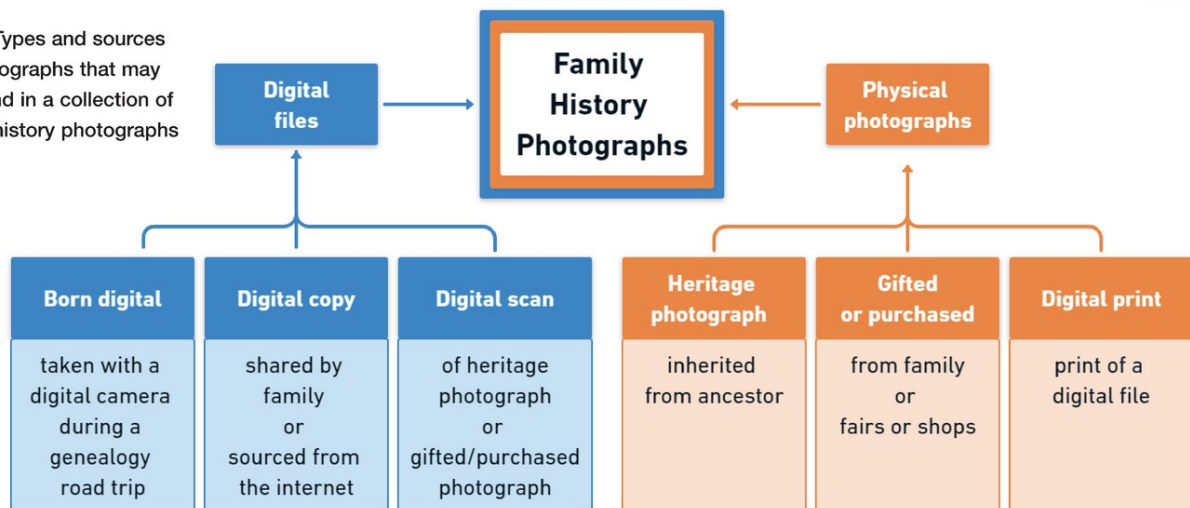 Types and sources
ographs that may
nd in a collection of
history photographs
Digital
files
Family
History
Photographs
Physical
photographs
Born digital
taken with a
digital camera
during a
genealogy
road trip
Digital copy
shared by
family
or
sourced from
the internet
Digital scan
of heritage
photograph
or
gifted/purchased
photograph
Heritage
photograph
inherited
from ancestor
Gifted
or purchased
from family
or
fairs or shops
Digital print
print of a
digital file